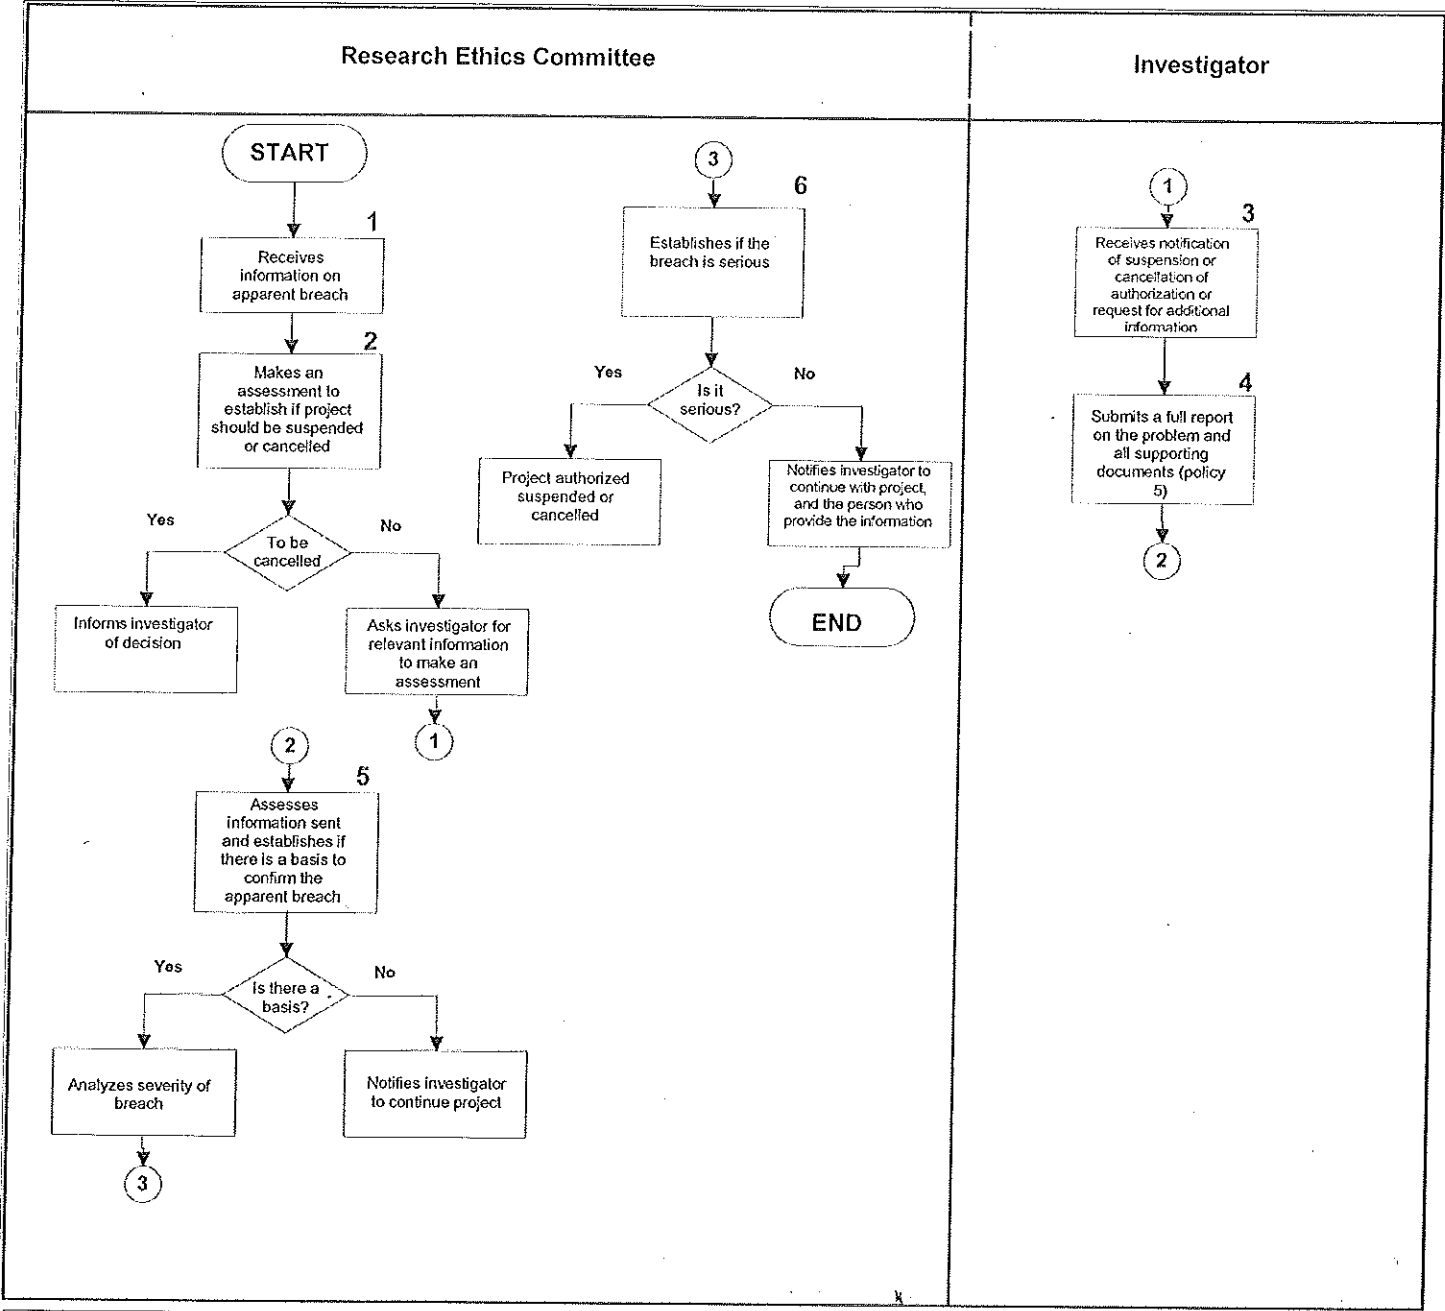 Research Ethics Committee
Investigator
START
1
Receives
information on
apparent breach
2
Makes an
assessment to
establish if project
should be suspended
or cancelled
Yes
No
To be
cancelled
Informs investigator
of decision
Asks investigator for
relevant information
to make an
assessment
1
2
5
Assesses
information sent
and establishes if
there is a basis to
confirm the
apparent breach
Yes
No
Is there a
basis?
Analyzes severity of
breach
Notifies investigator
to continue project
3
3
6
Establishes if the
breach is serious
Yes
No
Is it
serious?
Project authorized
suspended or
cancelled
Notifies investigator to
continue with project,
and the person who
provide the information
END
1
3
Receives notification
of suspension or
cancellation of
authorization or
request for additional
information
4
Submits a full report
on the problem and
all supporting
documents (policy
5)
2